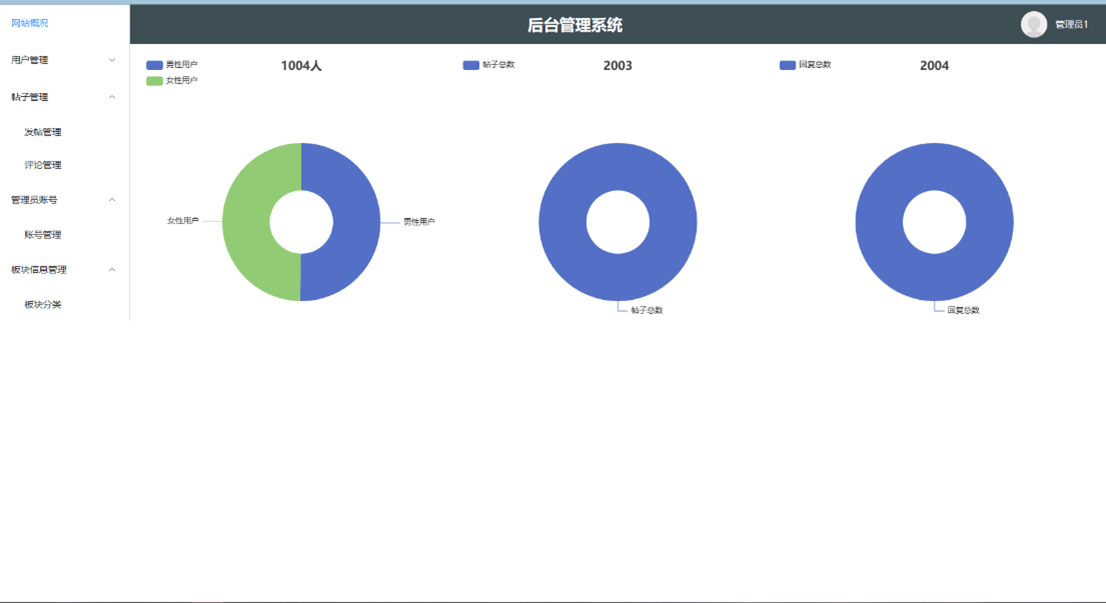 网站概况
后台管理系统
管理员1
用户管理
帖子管理
发帖管理
评论管理
管理员账号
账号管理
板块信息管理
板块分类
男性用户
女性用户
1004人
女性用户
男性用户
帖子总数
2003
帖子总数
回复总数
2004
回复总数